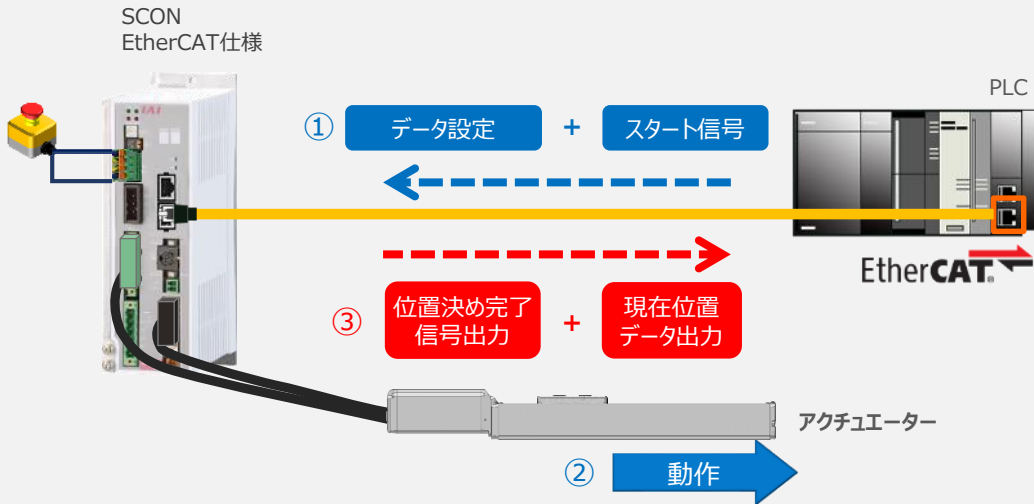 SCON
EtherCAT仕様
IAI
PLC
① データ設定 + スタート信号
EtherCAT®
③ 位置決め完了
信号出力 + 現在位置
データ出力
アクチュエーター
② 動作